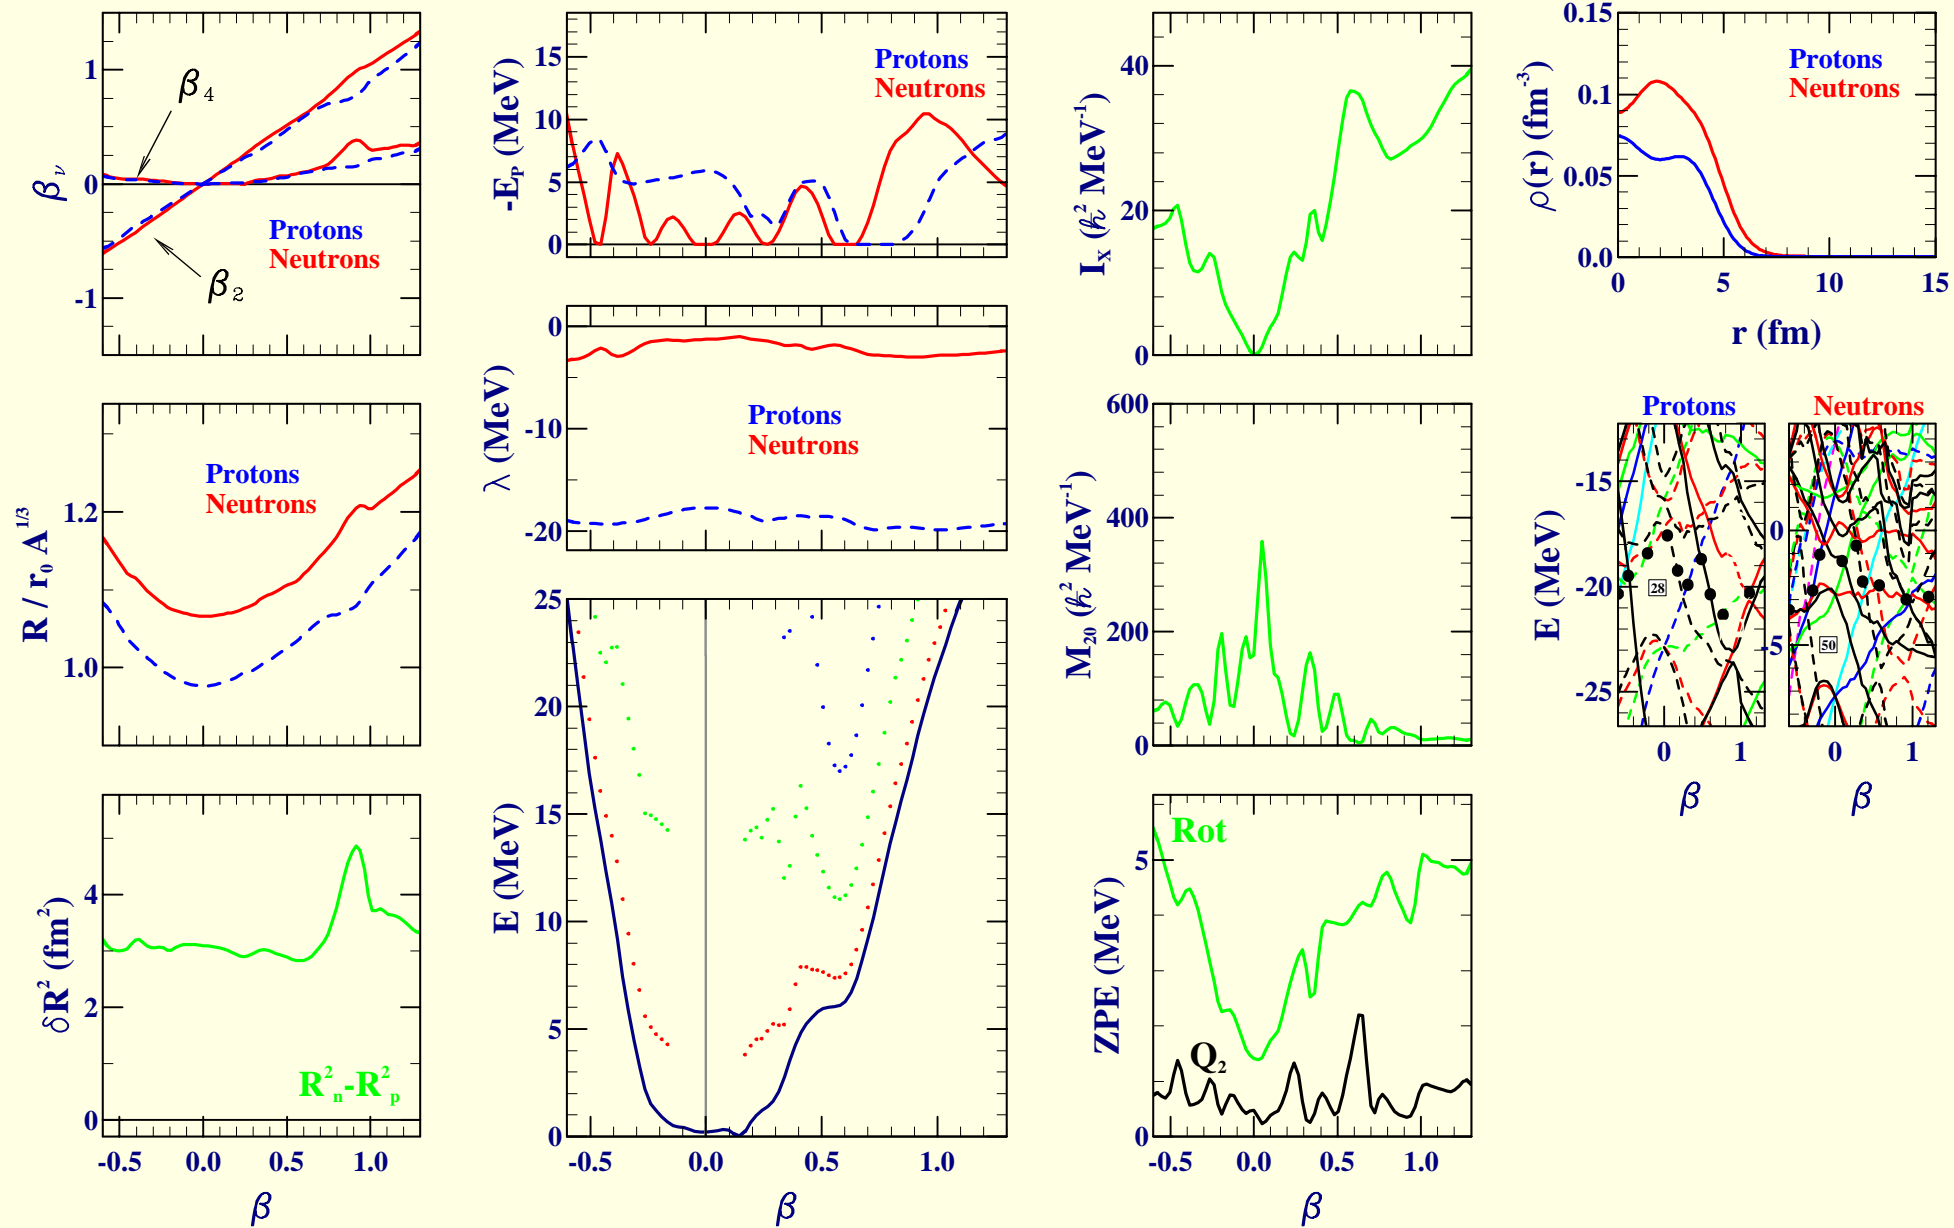 1
0
-1
βν
β4
β2
Protons
Neutrons
1.2
1.0
R / r0 A1/3
Protons
Neutrons
4
2
0
δR2 (fm2)
R2n-R2p
-0.5 0.0 0.5 1.0
β
15
10
5
0
-EP (MeV)
Protons
Neutrons
0
-10
-20
λ (MeV)
Protons
Neutrons
25
20
15
10
5
0
E (MeV)
-0.5 0.0 0.5 1.0
β
40
20
0
IX (ℏ2 MeV-1)
600
400
200
0
M20 (ℏ2 MeV-1)
5
0
ZPE (MeV)
Rot
Q2
-0.5 0.0 0.5 1.0
β
0.15
0.1
0.05
0.0
ρ(r) (fm-3)
Protons
Neutrons
0 5 10 15
r (fm)
Protons Neutrons
-15
-20
-25
E (MeV)
28
0
-5
50
0 1
0 1
β β